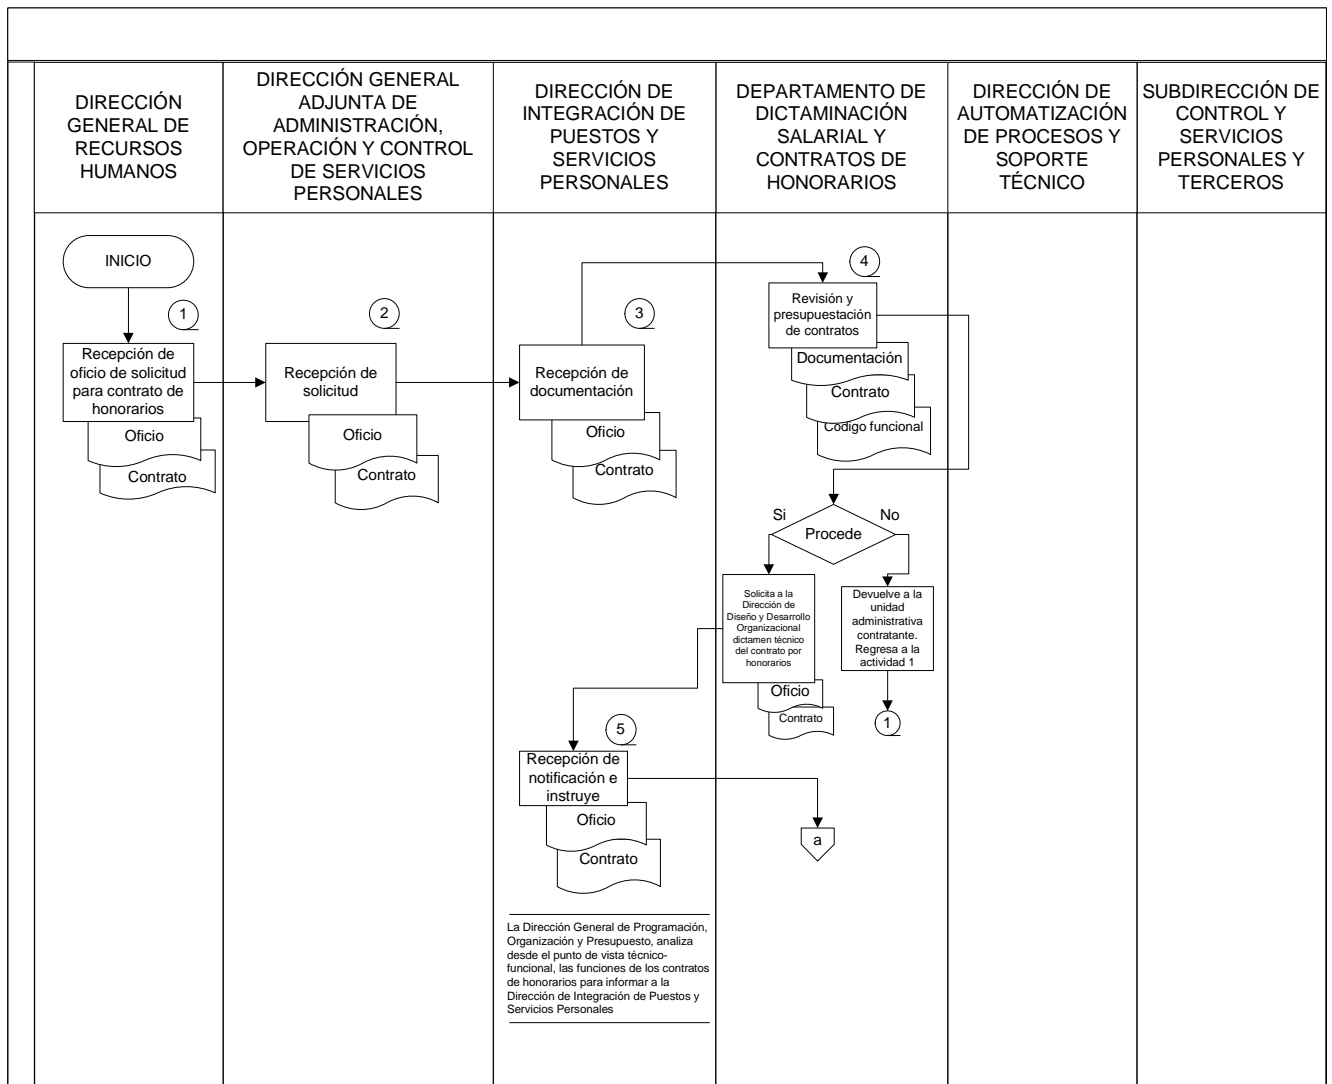 DIRECCIÓN
GENERAL DE
RECURSOS
HUMANOS
DIRECCIÓN GENERAL
ADJUNTA DE
ADMINISTRACIÓN,
OPERACIÓN Y CONTROL
DE SERVICIOS
PERSONALES
DIRECCIÓN DE
INTEGRACIÓN DE
PUESTOS Y
SERVICIOS
PERSONALES
DEPARTAMENTO DE
DICTAMINACIÓN
SALARIAL Y
CONTRATOS DE
HONORARIOS
DIRECCIÓN DE
AUTOMATIZACIÓN
DE PROCESOS Y
SOPORTE
TÉCNICO
SUBDIRECCIÓN DE
CONTROL Y
SERVICIOS
PERSONALES Y
TERCEROS
INICIO
1
Recepción de
oficio de solicitud
para contrato de
honorarios
Oficio
Contrato
2
Recepción de
solicitud
Oficio
Contrato
3
Recepción de
documentación
Oficio
Contrato
4
Revisión y
presupuestación
de contratos
Documentación
Contrato
Código funcional
Procede
Si
No
Solicita a la
Dirección de
Diseño y Desarrollo
Organizacional
dictamen técnico
del contrato por
honorarios
Oficio
Contrato
Devuelve a la
unidad
administrativa
contratante.
Regresa a la
actividad 1
1
5
Recepción de
notificación e
instruye
Oficio
Contrato
a
La Dirección General de Programación,
Organización y Presupuesto, analiza
desde el punto de vista técnico-
funcional, las funciones de los contratos
de honorarios para informar a la
Dirección de Integración de Puestos y
Servicios Personales